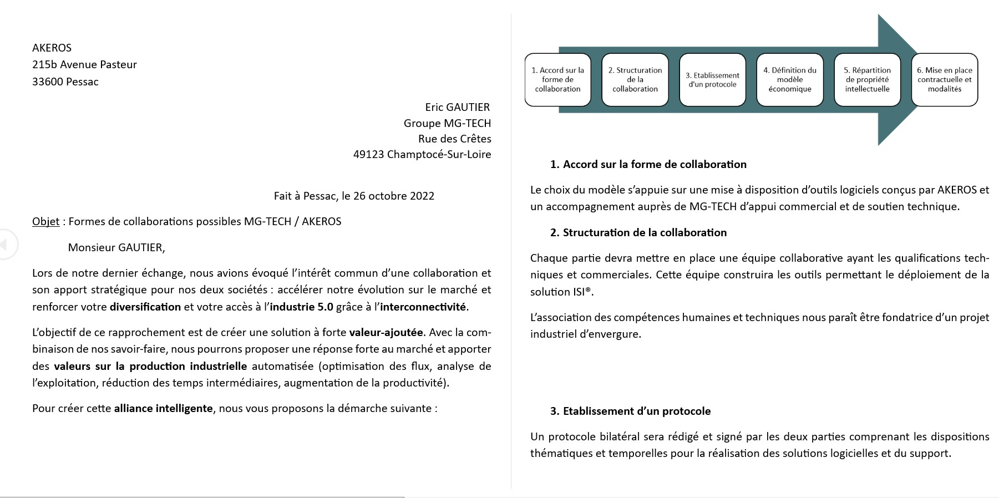 AKEROS
215b Avenue Pasteur
33600 Pessac
Eric GAUTIER
Groupe MG-TECH
Rue des Crêtes
49123 Champtocé-Sur-Loire
Fait à Pessac, le 26 octobre 2022
Objet : Formes de collaborations possibles MG-TECH / AKEROS
Monsieur GAUTIER,
Lors de notre dernier échange, nous avions évoqué l’intérêt commun d’une collaboration et
son apport stratégique pour nos deux sociétés : accélérer notre évolution sur le marché et
renforcer votre diversification et votre accès à l’industrie 5.0 grâce à l’interconnectivité.
L’objectif de ce rapprochement est de créer une solution à forte valeur-ajoutée. Avec la com-
binaison de nos savoir-faire, nous pourrons proposer une réponse forte au marché et apporter
des valeurs sur la production industrielle automatisée (optimisation des flux, analyse de
l’exploitation, réduction des temps intermédiaires, augmentation de la productivité).
Pour créer cette alliance intelligente, nous vous proposons la démarche suivante :
1. Accord sur la
forme de
collaboration
2. Structuration
de la
collaboration
3. Etablissement
d'un protocole
4. Définition du
modèle
économique
5. Répartition
de propriété
intellectuelle
6. Mise en place
contractuelle et
modalités
1. Accord sur la forme de collaboration
Le choix du modèle s’appuie sur une mise à disposition d’outils logiciels conçus par AKEROS et
un accompagnement auprès de MG-TECH d’appui commercial et de soutien technique.
2. Structuration de la collaboration
Chaque partie devra mettre en place une équipe collaborative ayant les qualifications tech-
niques et commerciales. Cette équipe construira les outils permettant le déploiement de la
solution ISI®.
L’association des compétences humaines et techniques nous paraît être fondatrice d’un projet
industriel d’envergure.
3. Etablissement d’un protocole
Un protocole bilatéral sera rédigé et signé par les deux parties comprenant les dispositions
thématiques et temporelles pour la réalisation des solutions logicielles et du support.